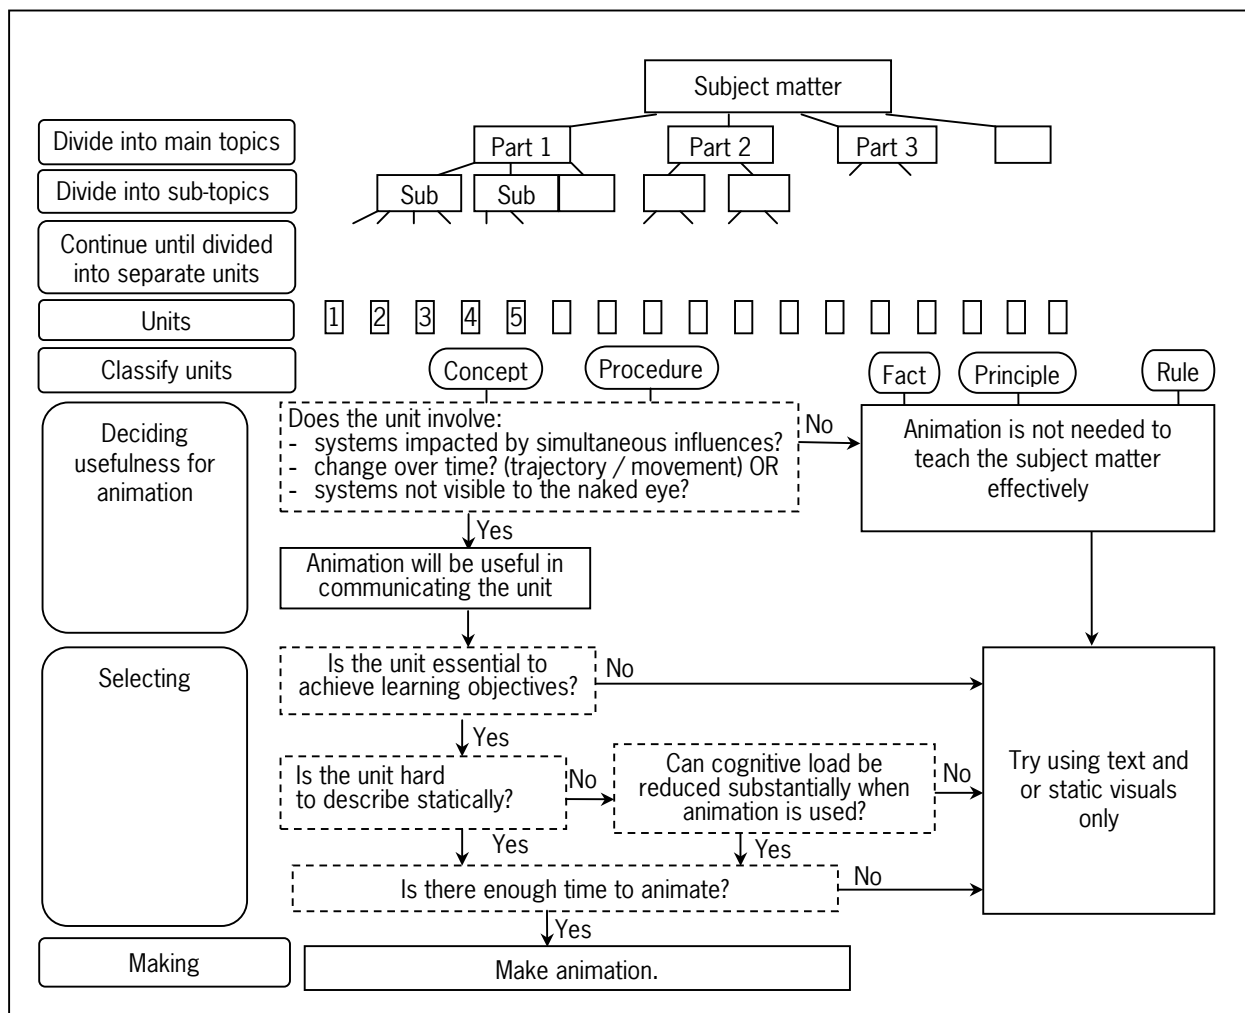 Subject matter
Divide into main topics
Part 1
Part 2
Part 3
Divide into sub-topics
Sub
Sub
Continue until divided
into separate units
Units
1
2
3
4
5
Classify units
Concept
Procedure
Fact
Principle
Rule
Deciding
usefulness for
animation
Does the unit involve:
- systems impacted by simultaneous influences?
- change over time? (trajectory / movement) OR
- systems not visible to the naked eye?
No
Animation is not needed to
teach the subject matter
effectively
Yes
Animation will be useful in
communicating the unit
Selecting
Is the unit essential to
achieve learning objectives?
No
Yes
Is the unit hard
to describe statically?
No
Can cognitive load be
reduced substantially when
animation is used?
No
Try using text and
or static visuals
only
Yes
Yes
Is there enough time to animate?
No
Yes
Making
Make animation.